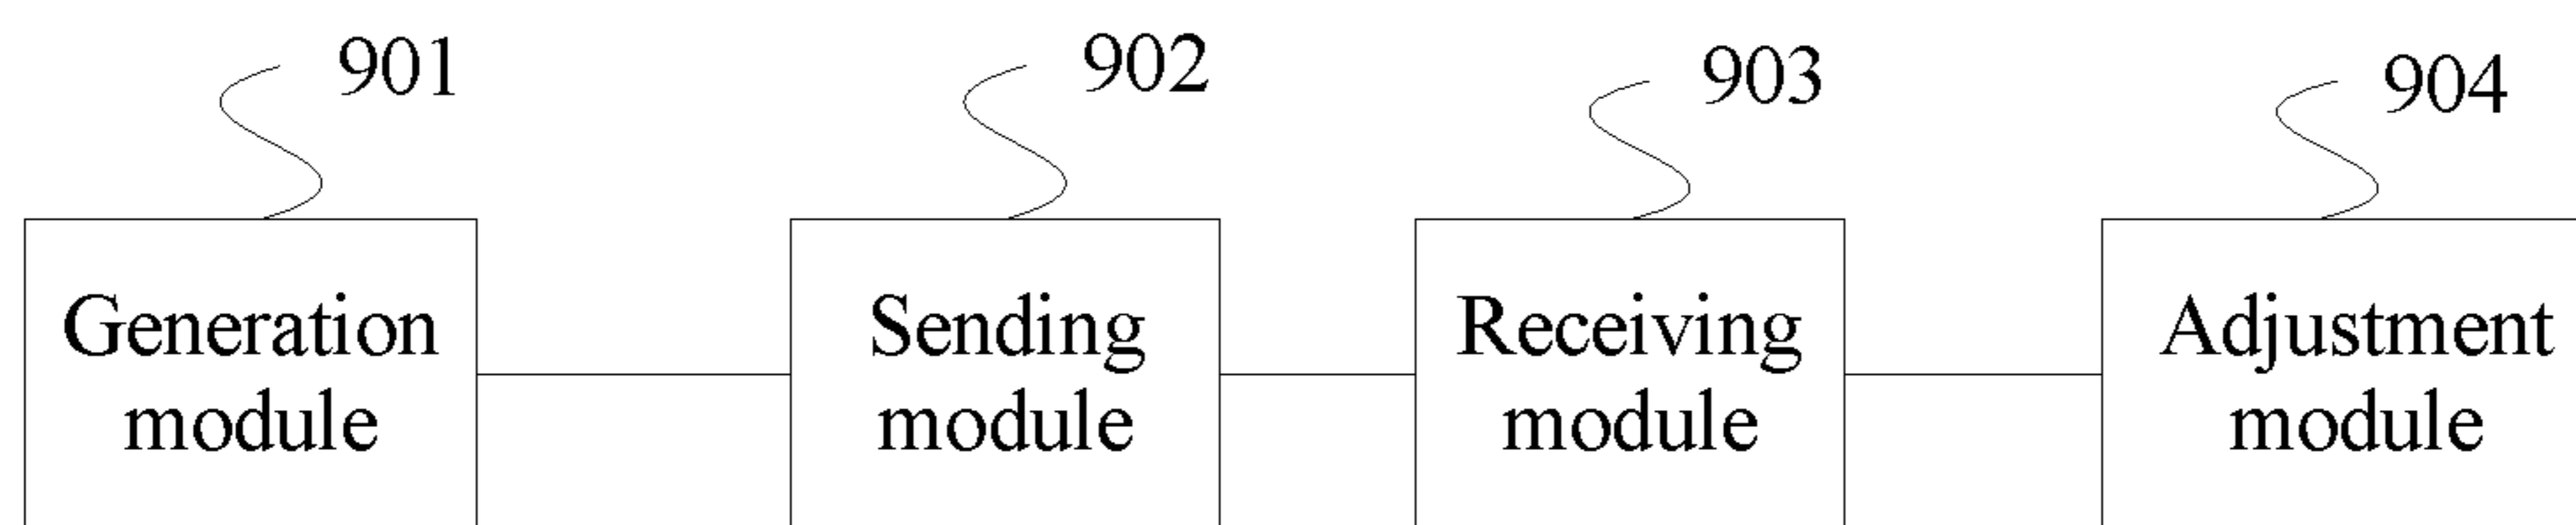 901
902
903
904
Generation
module
Sending
module
Receiving
module
Adjustment
module